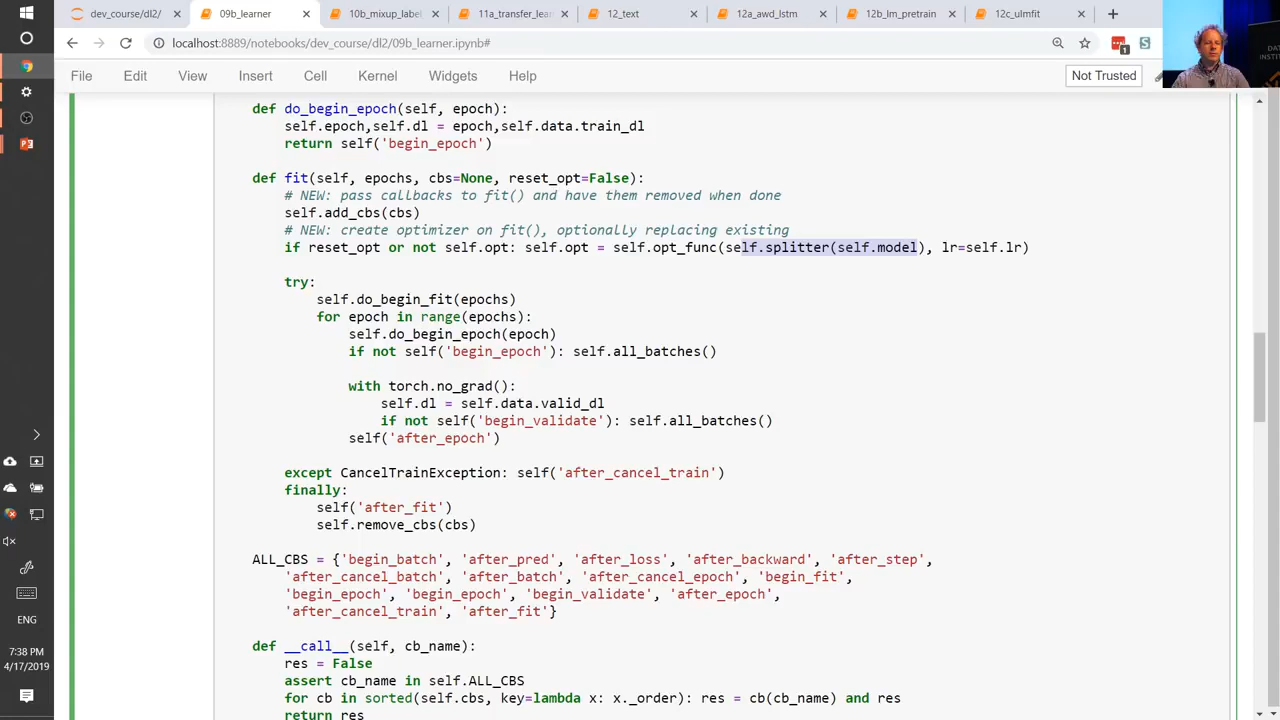 dev_course/dl2/
09b_learner
10b_mixup_label
11a_transfer_lea
12_text
12a_awd_lstm
12b_lm_pretrain
12c_ulmfit
localhost:8889/notebooks/dev_course/dl2/09b_learner.ipynb#
1
S
File Edit View Insert Cell Kernel Widgets Help
Not Trusted
def do_begin_epoch(self, epoch):
self.epoch,self.dl = epoch,self.data.train_dl
return self('begin_epoch')
def fit(self, epochs, cbs=None, reset_opt=False):
# NEW: pass callbacks to fit() and have them removed when done
self.add_cbs(cbs)
# NEW: create optimizer on fit(), optionally replacing existing
if reset_opt or not self.opt: self.opt = self.opt_func(self.splitter(self.model), lr=self.lr)
try:
self.do_begin_fit(epochs)
for epoch in range(epochs):
self.do_begin_epoch(epoch)
if not self('begin_epoch'): self.all_batches()
with torch.no_grad():
self.dl = self.data.valid_dl
if not self('begin_validate'): self.all_batches()
self('after_epoch')
except CancelTrainException: self('after_cancel_train')
finally:
self('after_fit')
self.remove_cbs(cbs)
ALL_CBS = {'begin_batch', 'after_pred', 'after_loss', 'after_backward', 'after_step',
'after_cancel_batch', 'after_batch', 'after_cancel_epoch', 'begin_fit',
'begin_epoch', 'begin_epoch', 'begin_validate', 'after_epoch',
'after_cancel_train', 'after_fit'}
def __call__(self, cb_name):
res = False
assert cb_name in self.ALL_CBS
for cb in sorted(self.cbs, key=lambda x: x._order): res = cb(cb_name) and res
return res
ENG
7:38 PM
4/17/2019